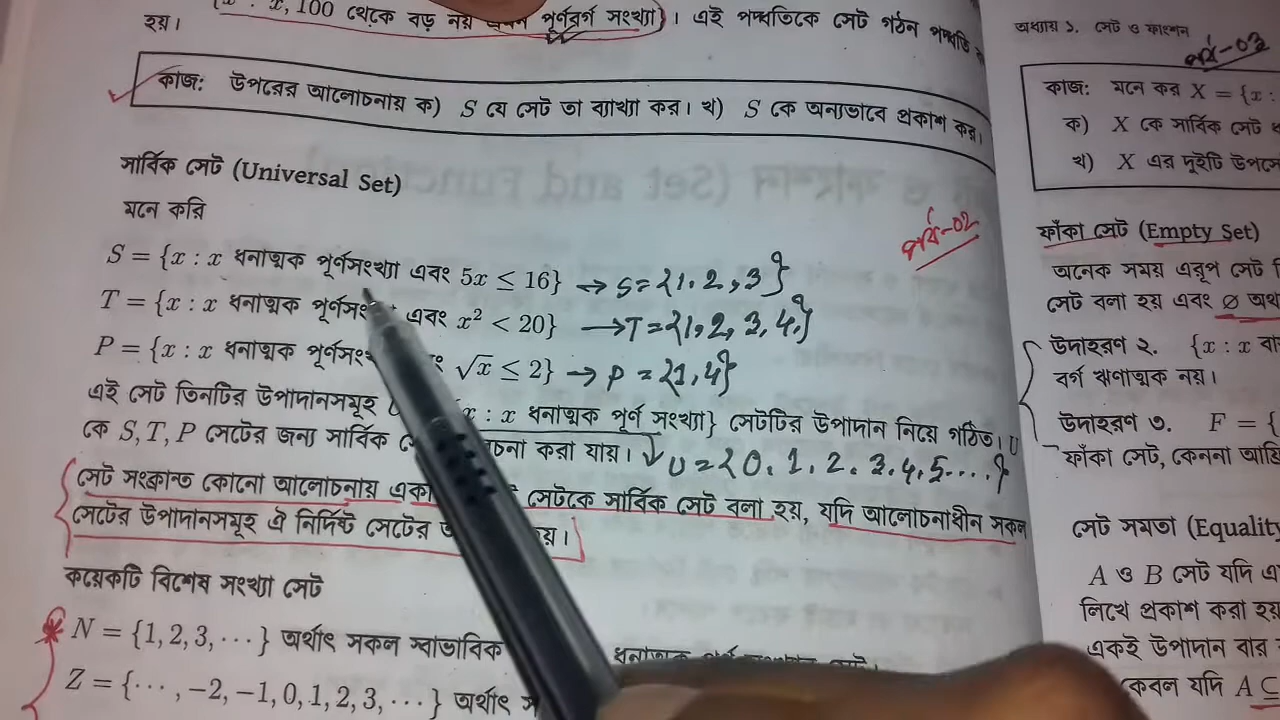 x : x, 100 থেকে বড় নয় এমন পূর্ণবর্গ সংখ্যা}। এই পদ্ধতিকে সেট গঠন পদ্ধতি
হয়।
কাজ: উপরের আলোচনায় ক) S যে সেট তা ব্যাখ্যা কর। খ) S কে অন্যভাবে প্রকাশ কর।
সার্বিক সেট (Universal Set)
মনে করি
পর্ব-02
S = {x : x ধনাত্মক পূর্ণসংখ্যা এবং 5x ≤ 16} → S = {1, 2, 3}
T = {x : x ধনাত্মক পূর্ণসং এবং x² < 20} → T = {1, 2, 3, 4,}
P = {x : x ধনাত্মক পূর্ণসং √x ≤ 2} → P = {1, 4}
এই সেট তিনটির উপাদানসমূহ x : x ধনাত্মক পূর্ণ সংখ্যা} সেটটির উপাদান নিয়ে গঠিত। U
কে S, T, P সেটের জন্য সার্বিক করা যায়। U = {0, 1, 2, 3, 4, 5....}
সেট সংক্রান্ত কোনো আলোচনায় একা সেটকে সার্বিক সেট বলা হয়, যদি আলোচনাধীন সকল
সেটের উপাদানসমূহ ঐ নির্দিষ্ট সেটের
কয়েকটি বিশেষ সংখ্যা সেট
N = {1, 2, 3, · · · } অর্থাৎ সকল স্বাভাবিক
Z = {· · · , −2, −1, 0, 1, 2, 3, · · · } অর্থাৎ
অধ্যায় ১. সেট ও ফাংশন
পর্ব-03
কাজ: মনে কর X = {x :
ক) X কে সার্বিক সেট
খ) X এর দুইটি উপসে
ফাঁকা সেট (Empty Set)
অনেক সময় এরূপ সেট
সেট বলা হয় এবং ∅ অথ
উদাহরণ ২. {x : x বা
বর্গ ঋণাত্মক নয়।
উদাহরণ ৩. F = {
ফাঁকা সেট, কেননা
সেট সমতা (Equality
A ও B সেট যদি এ
লিখে প্রকাশ করা হয়
একই উপাদান বার
কেবল যদি A ⊆